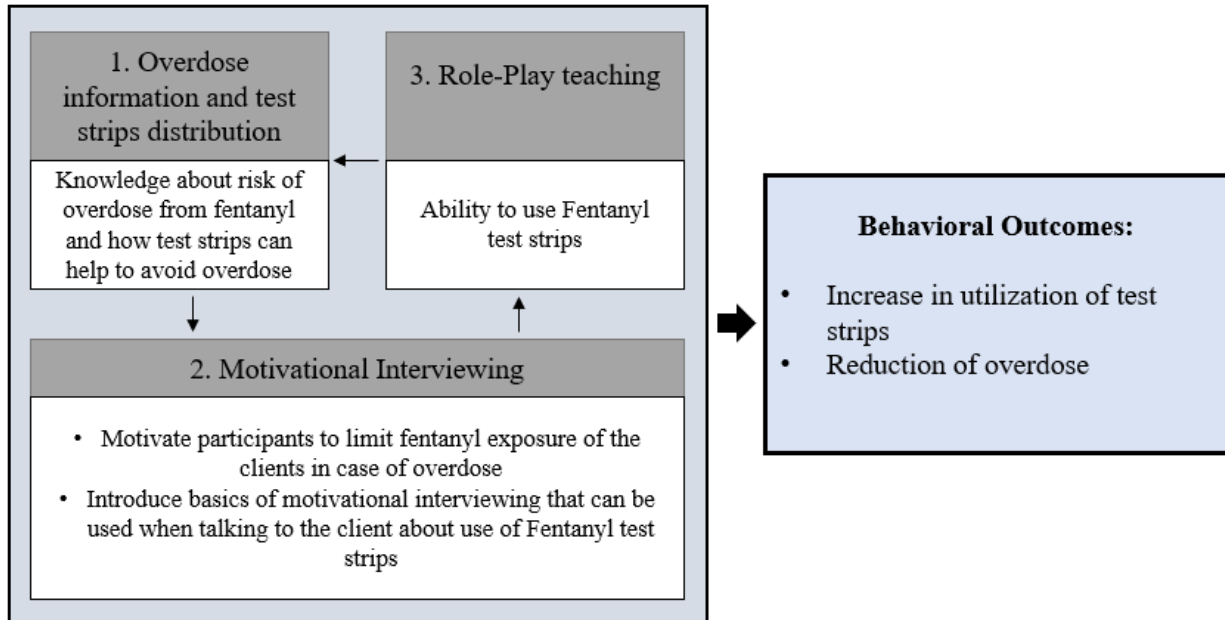 1. Overdose
information and test
strips distribution
Knowledge about risk of
overdose from fentanyl
and how test strips can
help to avoid overdose
3. Role-Play teaching
Ability to use Fentanyl
test strips
2. Motivational Interviewing
• Motivate participants to limit fentanyl exposure of the
clients in case of overdose
• Introduce basics of motivational interviewing that can be
used when talking to the client about use of Fentanyl test
strips
Behavioral Outcomes:
• Increase in utilization of test
strips
• Reduction of overdose